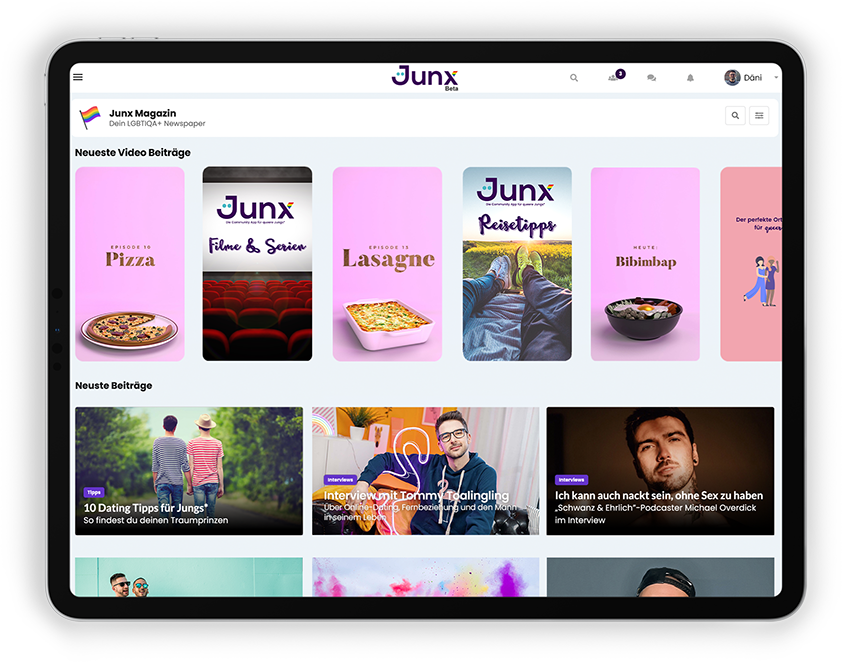 Junx
Beta
3
Däni
Junx Magazin
Dein LGBTIQA+ Newspaper
Neueste Video Beiträge
EPISODE 10
Pizza
Junx
Die Community App für queere Jungs*
Filme & Serien
EPISODE 13
Lasagne
Junx
Die Community App für queere Jungs*
Reisetipps
HEUTE:
Bibimbap
Der perfekte Ort
für queer
Neuste Beiträge
Tipps
10 Dating Tipps für Jungs*
So findest du deinen Traumprinzen
Interviews
Interview mit Tommy Toalingling
Über Online-Dating, Fernbeziehung und den Mann
in seinem Leben
Interviews
Ich kann auch nackt sein, ohne Sex zu haben
„Schwanz & Ehrlich“-Podcaster Michael Overdick
im Interview